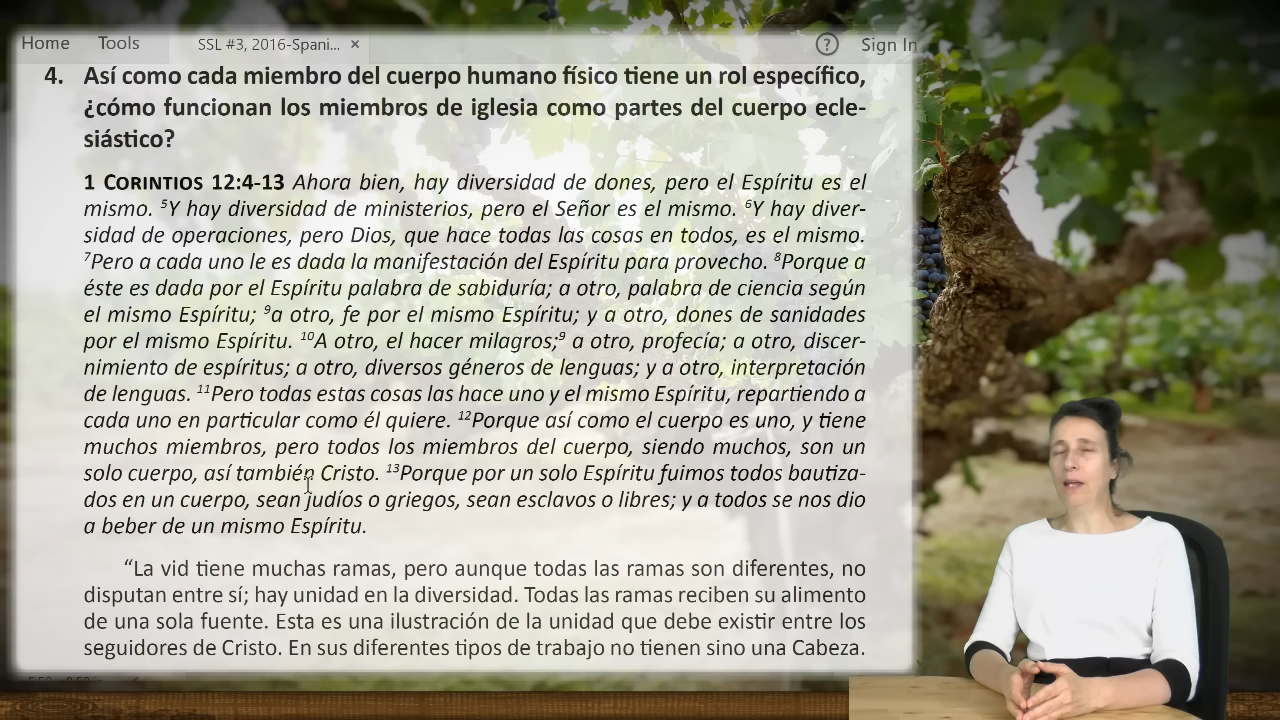 Home Tools SSL #3, 2016-Spani... × ? Sign In
4. Así como cada miembro del cuerpo humano físico tiene un rol específico,
¿cómo funcionan los miembros de iglesia como partes del cuerpo ecle-
siástico?
1 CORINTIOS 12:4-13 Ahora bien, hay diversidad de dones, pero el Espíritu es el
mismo. ⁵Y hay diversidad de ministerios, pero el Señor es el mismo. ⁶Y hay diver-
sidad de operaciones, pero Dios, que hace todas las cosas en todos, es el mismo.
⁷Pero a cada uno le es dada la manifestación del Espíritu para provecho. ⁸Porque a
éste es dada por el Espíritu palabra de sabiduría; a otro, palabra de ciencia según
el mismo Espíritu; ⁹a otro, fe por el mismo Espíritu; y a otro, dones de sanidades
por el mismo Espíritu. ¹⁰A otro, el hacer milagros;⁹ a otro, profecía; a otro, discer-
nimiento de espíritus; a otro, diversos géneros de lenguas; y a otro, interpretación
de lenguas. ¹¹Pero todas estas cosas las hace uno y el mismo Espíritu, repartiendo a
cada uno en particular como él quiere. ¹²Porque así como el cuerpo es uno, y tiene
muchos miembros, pero todos los miembros del cuerpo, siendo muchos, son un
solo cuerpo, así también Cristo. ¹³Porque por un solo Espíritu fuimos todos bautiza-
dos en un cuerpo, sean judíos o griegos, sean esclavos o libres; y a todos se nos dio
a beber de un mismo Espíritu.
“La vid tiene muchas ramas, pero aunque todas las ramas son diferentes, no
disputan entre sí; hay unidad en la diversidad. Todas las ramas reciben su alimento
de una sola fuente. Esta es una ilustración de la unidad que debe existir entre los
seguidores de Cristo. En sus diferentes tipos de trabajo no tienen sino una Cabeza.